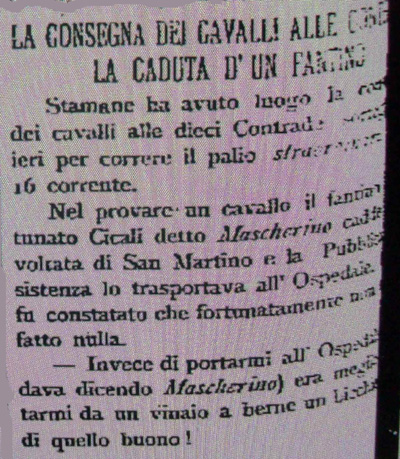 LA CONSEGNA DEI CAVALLI ALLE
LA CADUTA D' UN FANTINO
Stamane ha avuto luogo la
dei cavalli alle dieci Contrade
ieri per correre il palio
16 corrente.
Nel provare un cavallo il
tunato Cicali detto Mascherino
voltata di San Martino e la
sistenza lo trasportava all' Ospedale
fu constatato che fortunatamente
fatto nulla.
— Invece di portarmi all'
dava dicendo Mascherino) era
tarmi da un vinaio a berne un
di quello buono!